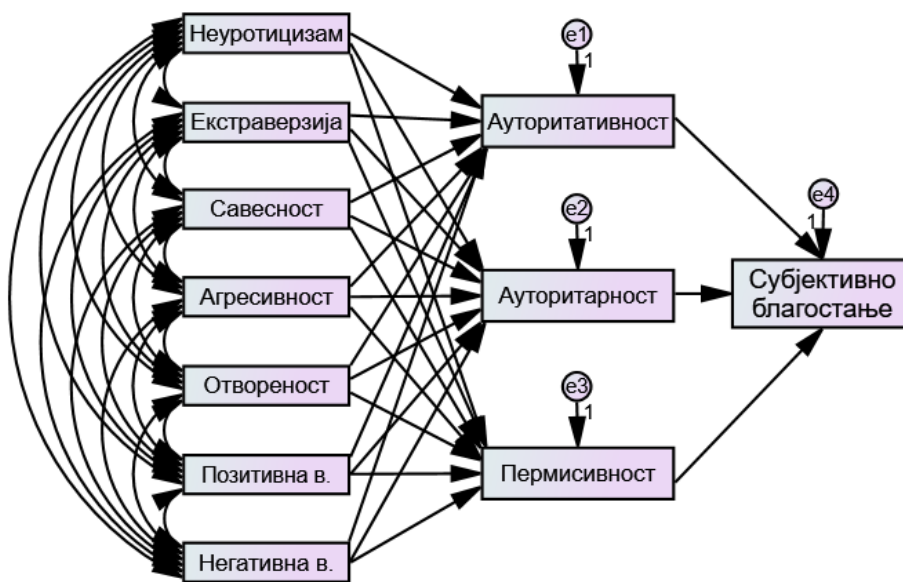 Неуротицизам
Екстраверзија
Савесност
Агресивност
Отвореност
Позитивна в.
Негативна в.
e1
1
Ауторитативност
e2
1
Ауторитарност
e3
1
Пермисивност
e4
1
Субјективно
благостање